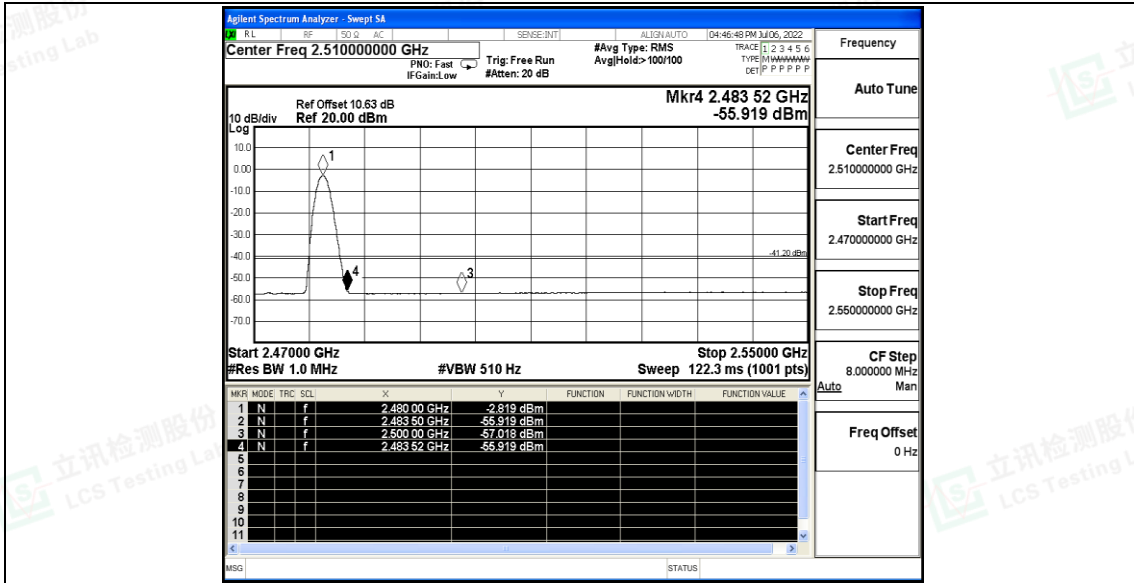 Agilent Spectrum Analyzer - Swept SA
LXI RL RF 50 Ω AC SENSE:INT ALIGN AUTO 04:46:48 PM Jul 06, 2022
Center Freq 2.510000000 GHz
PNO: Fast
IFGain:Low
Trig: Free Run
#Atten: 20 dB
#Avg Type: RMS
Avg|Hold:>100/100
TRACE 1 2 3 4 5 6
TYPE M WWWWW
DET P P P P P P
Ref Offset 10.63 dB
Ref 20.00 dBm
10 dB/div
Log
Mkr4 2.483 52 GHz
-55.919 dBm
10.0
0.00
-10.0
-20.0
-30.0
-40.0
-50.0
-60.0
-70.0
1
4
3
-41.20 dBm
Start 2.47000 GHz
Stop 2.55000 GHz
#Res BW 1.0 MHz
#VBW 510 Hz
Sweep 122.3 ms (1001 pts)
MKR MODE TRC SCL X Y FUNCTION FUNCTION WIDTH FUNCTION VALUE
1 N f 2.480 00 GHz -2.819 dBm
2 N f 2.483 50 GHz -55.919 dBm
3 N f 2.500 00 GHz -57.018 dBm
4 N f 2.483 52 GHz -55.919 dBm
5
6
7
8
9
10
11
MSG
STATUS
Frequency
Auto Tune
Center Freq
2.510000000 GHz
Start Freq
2.470000000 GHz
Stop Freq
2.550000000 GHz
CF Step
8.000000 MHz
Auto Man
Freq Offset
0 Hz
立讯检测股份
LCS Testing Lab
立讯检测股份
LCS Testing L